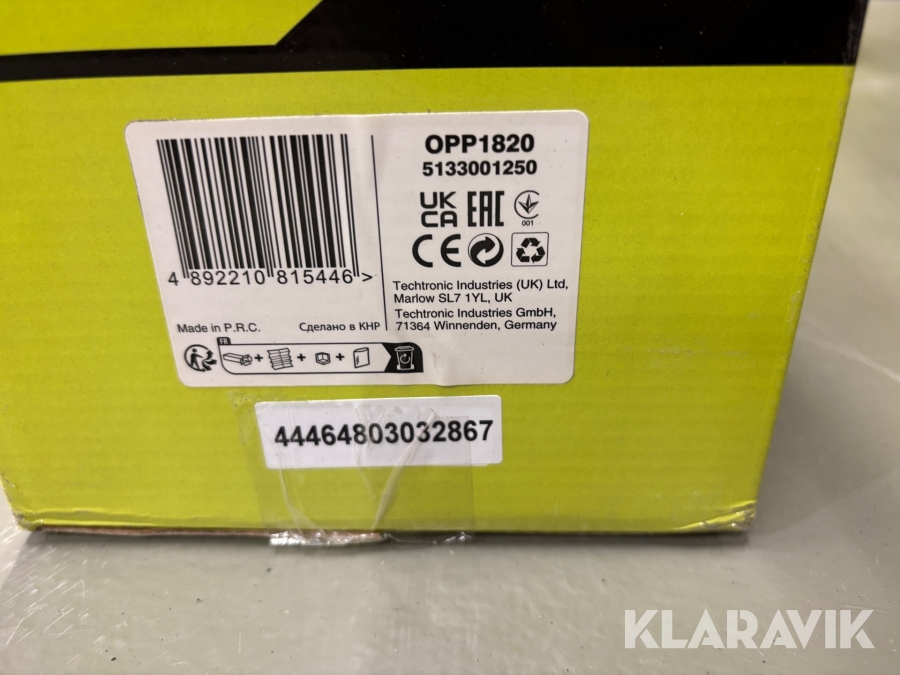 OPP1820
5133001250
UK
CA
EAC
001
CE
4 892210 815446 >
Techtronic Industries (UK) Ltd,
Marlow SL7 1YL, UK
Techtronic Industries GmbH,
71364 Winnenden, Germany
Made in P.R.C.
Сделано в КНР
FR
+ + +
44464803032867
KLARAVIK